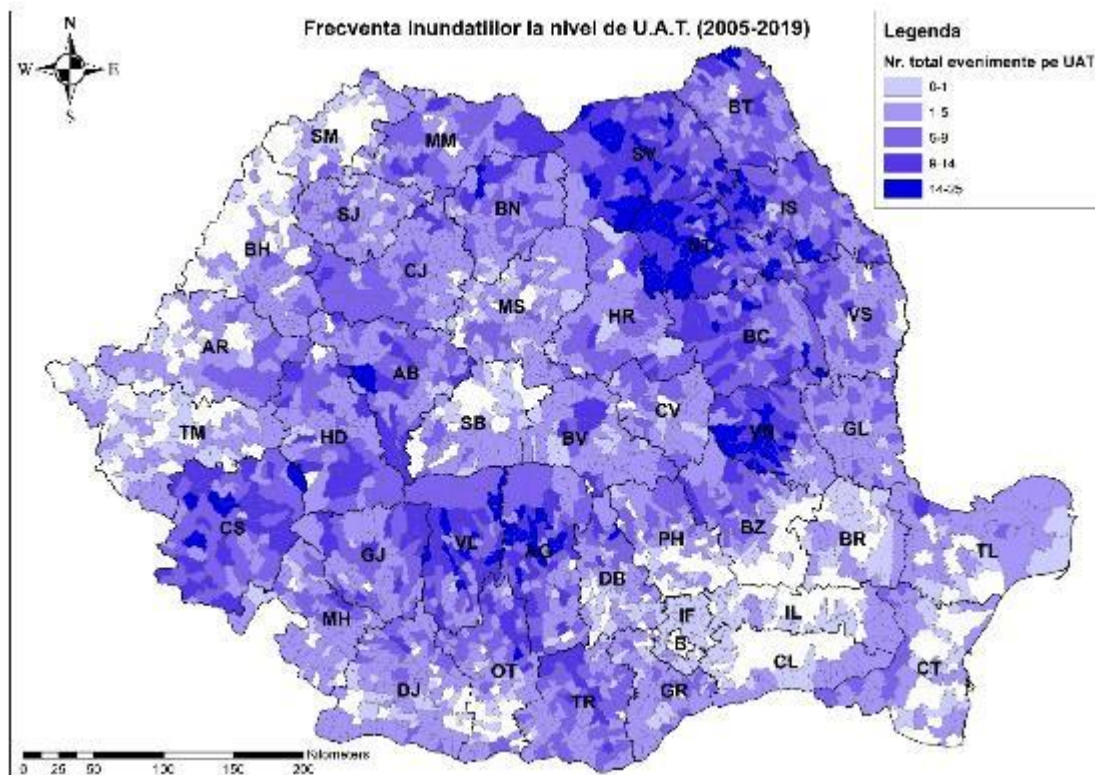 Frecventa Inundatiilor la nivel de U.A.T. (2005-2019)
N
W E
S
Legenda
Nr. total evenimente pe UAT
0-1
1-5
5-9
9-14
14-25
SM
MM
SV
BT
SJ
BN
IS
BH
CJ
MS
HR
NT
BC
VS
AR
AB
TM
HD
SB
BV
CV
VN
GL
CS
GJ
VL
AG
PH
BZ
BR
TL
DB
MH
IF
IL
B
OT
CL
CT
DJ
TR
GR
Kilometers
0 25 50 100 150 200